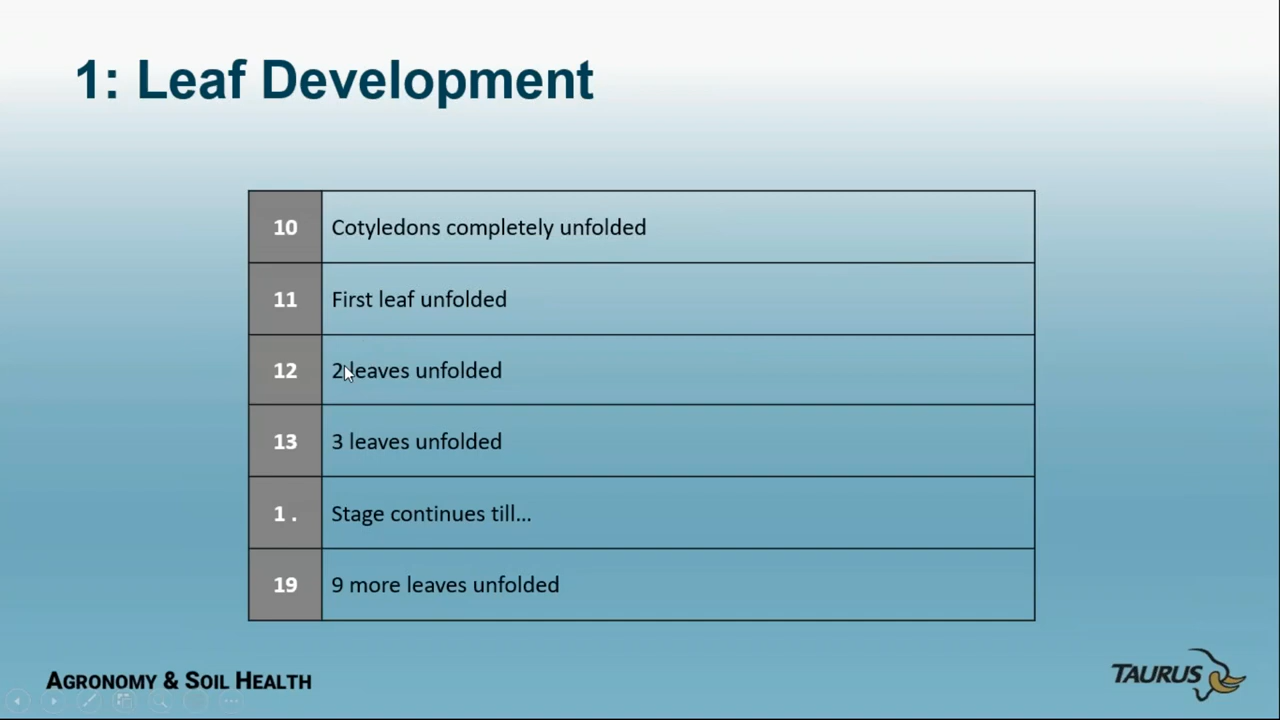 1: Leaf Development
10 Cotyledons completely unfolded
11 First leaf unfolded
12 2 leaves unfolded
13 3 leaves unfolded
1 . Stage continues till...
19 9 more leaves unfolded
AGRONOMY & SOIL HEALTH
TAURUS